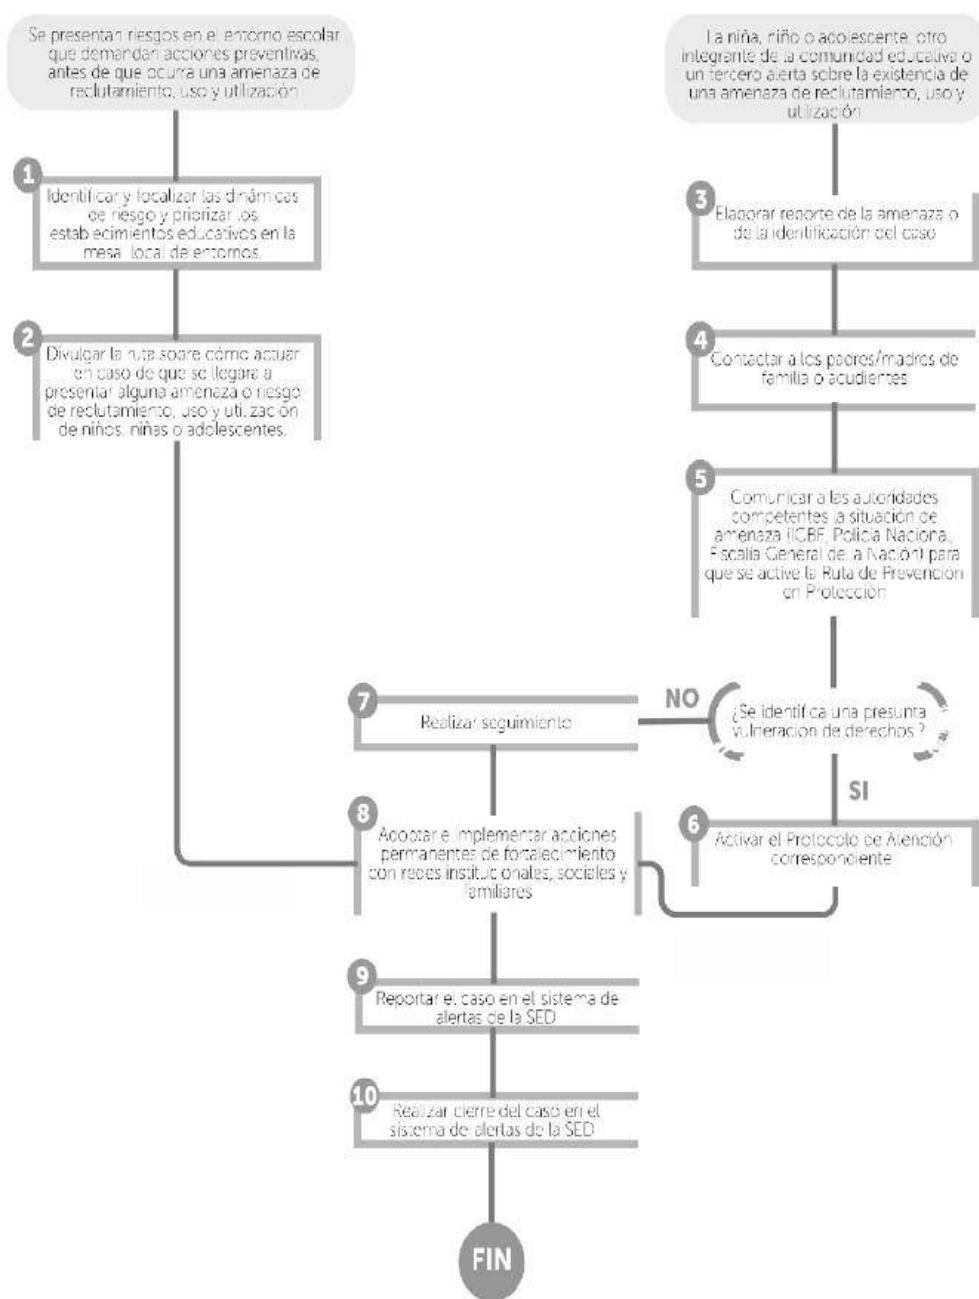 Se presentan riesgos en el entorno escolar
que demandan acciones preventivas,
antes de que ocurra una amenaza de
reclutamiento, uso y utilización
La niña, niño o adolescente, otro
integrante de la comunidad educativa o
un tercero alerta sobre la existencia de
una amenaza de reclutamiento, uso y
utilización
1
Identificar y focalizar las dinámicas
de riesgo y priorizar los
establecimientos educativos en la
mesa local de entornos.
2
Divulgar la ruta sobre cómo actuar
en caso de que se llegara a
presentar alguna amenaza o riesgo
de reclutamiento, uso y utilización
de niños, niñas o adolescentes.
3
Elaborar reporte de la amenaza o
de la identificación del caso
4
Contactar a los padres/madres de
familia o acudientes
5
Comunicar a las autoridades
competentes la situación de
amenaza (ICBF, Policía Nacional,
Fiscalía General de la Nación) para
que se active la Ruta de Prevención
en Protección
¿Se identifica una presunta
vulneración de derechos?
NO
SI
6
Activar el Protocolo de Atención
correspondiente
7
Realizar seguimiento
8
Adoptar e implementar acciones
permanentes de fortalecimiento
con redes institucionales, sociales y
familiares
9
Reportar el caso en el sistema de
alertas de la SED
10
Realizar cierre del caso en el
sistema de alertas de la SED
FIN